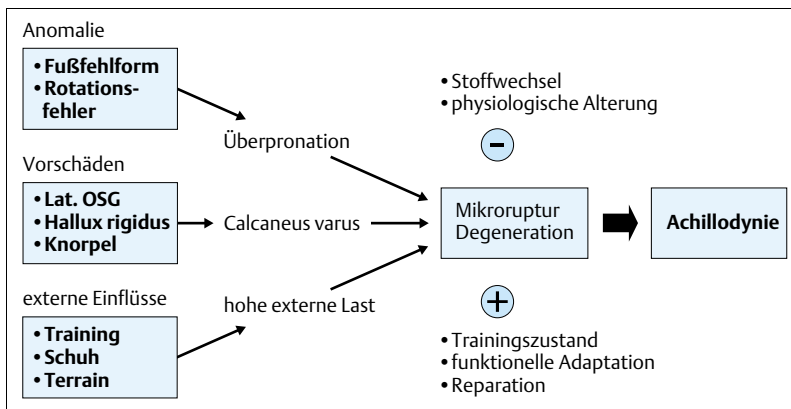 Anomalie
• Fußfehlform
• Rotations-
fehler
Vorschäden
• Lat. OSG
• Hallux rigidus
• Knorpel
externe Einflüsse
• Training
• Schuh
• Terrain
Überpronation
Calcaneus varus
hohe externe Last
• Stoffwechsel
• physiologische Alterung
–
Mikroruptur
Degeneration
+
• Trainingszustand
• funktionelle Adaptation
• Reparation
Achillodynie